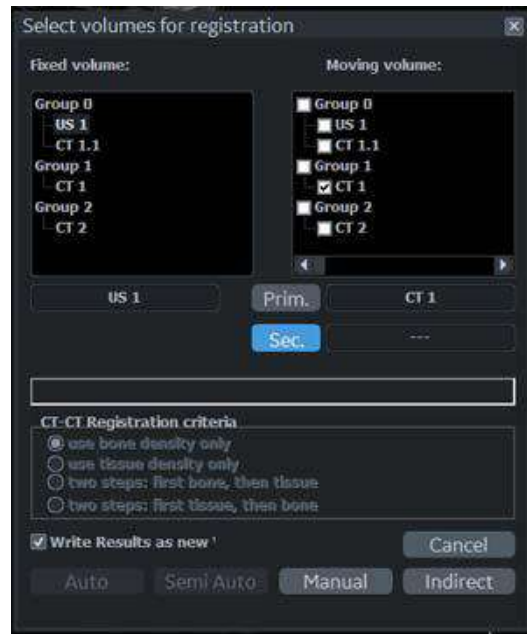 Select volumes for registration
Fixed volume:
Moving volume:
Group 0
US 1
CT 1.1
Group 1
CT 1
Group 2
CT 2
Group 0
US 1
CT 1.1
Group 1
CT 1
Group 2
CT 2
US 1
Prim.
CT 1
Sec.
---
CT-CT Registration criteria
use bone density only
use tissue density only
two steps: first bone, then tissue
two steps: first tissue, then bone
Write Results as new '
Cancel
Auto
Semi Auto
Manual
Indirect